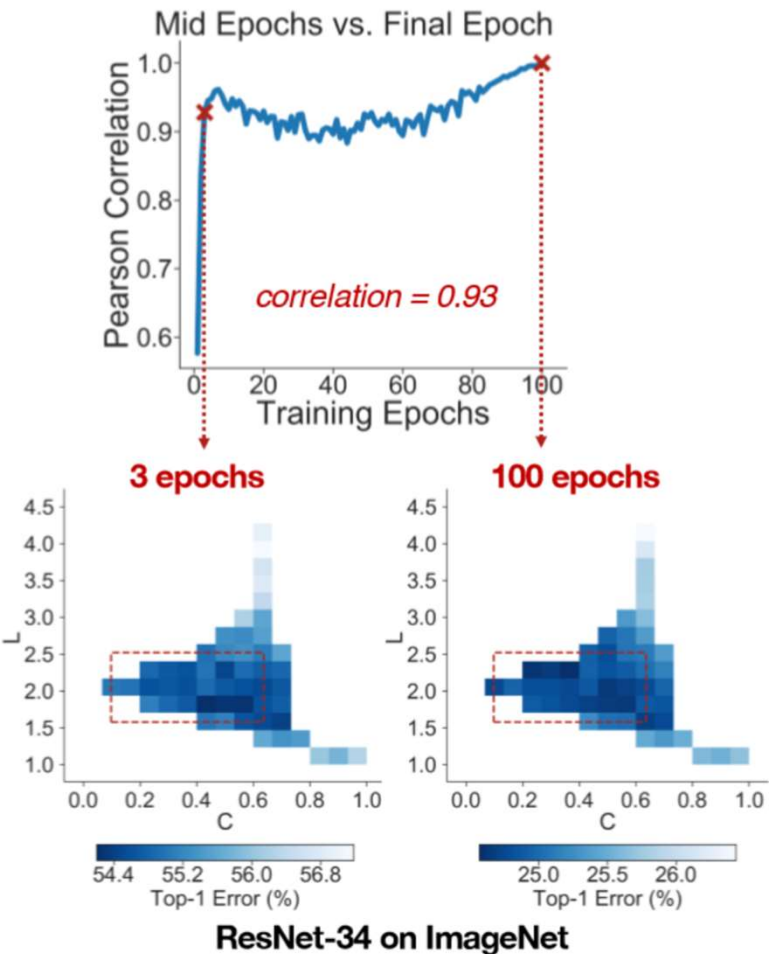 Mid Epochs vs. Final Epoch
Pearson Correlation
1.0
0.9
0.8
0.7
0.6
correlation = 0.93
0 20 40 60 80 100
Training Epochs
3 epochs
L
4.5
4.0
3.5
3.0
2.5
2.0
1.5
1.0
0.0 0.2 0.4 0.6 0.8 1.0
C
54.4 55.2 56.0 56.8
Top-1 Error (%)
100 epochs
L
4.5
4.0
3.5
3.0
2.5
2.0
1.5
1.0
0.0 0.2 0.4 0.6 0.8 1.0
C
25.0 25.5 26.0
Top-1 Error (%)
ResNet-34 on ImageNet